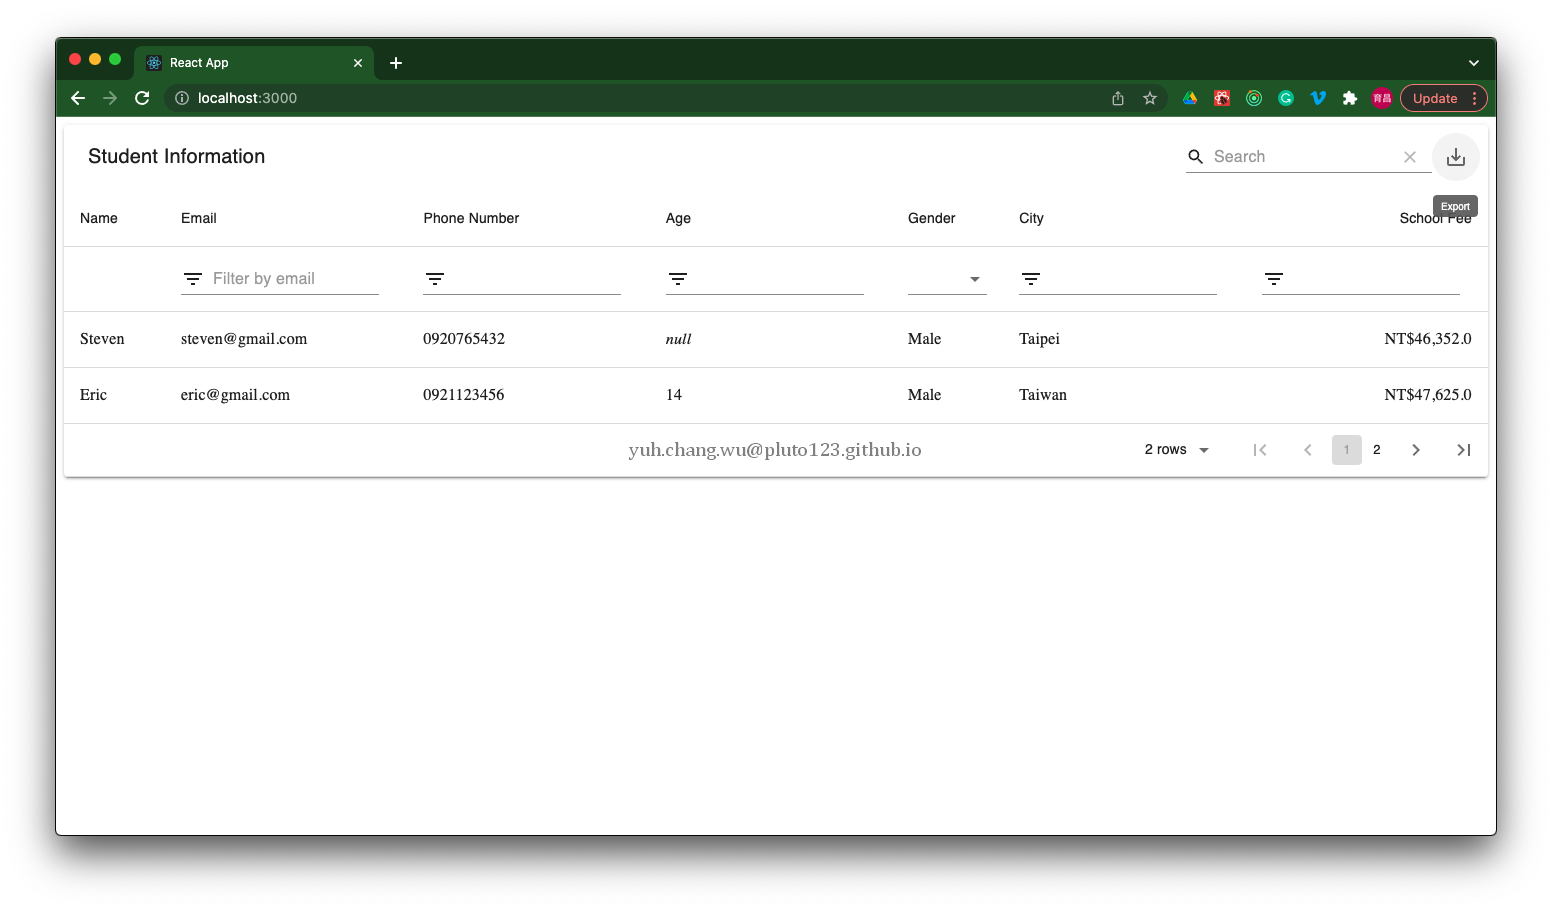 React App
localhost:3000
育昌
Update
Student Information
Search
Export
Name Email Phone Number Age Gender City School Fee
Filter by email
Steven steven@gmail.com 0920765432 null Male Taipei NT$46,352.0
Eric eric@gmail.com 0921123456 14 Male Taiwan NT$47,625.0
yuh.chang.wu@pluto123.github.io
2 rows 1 2